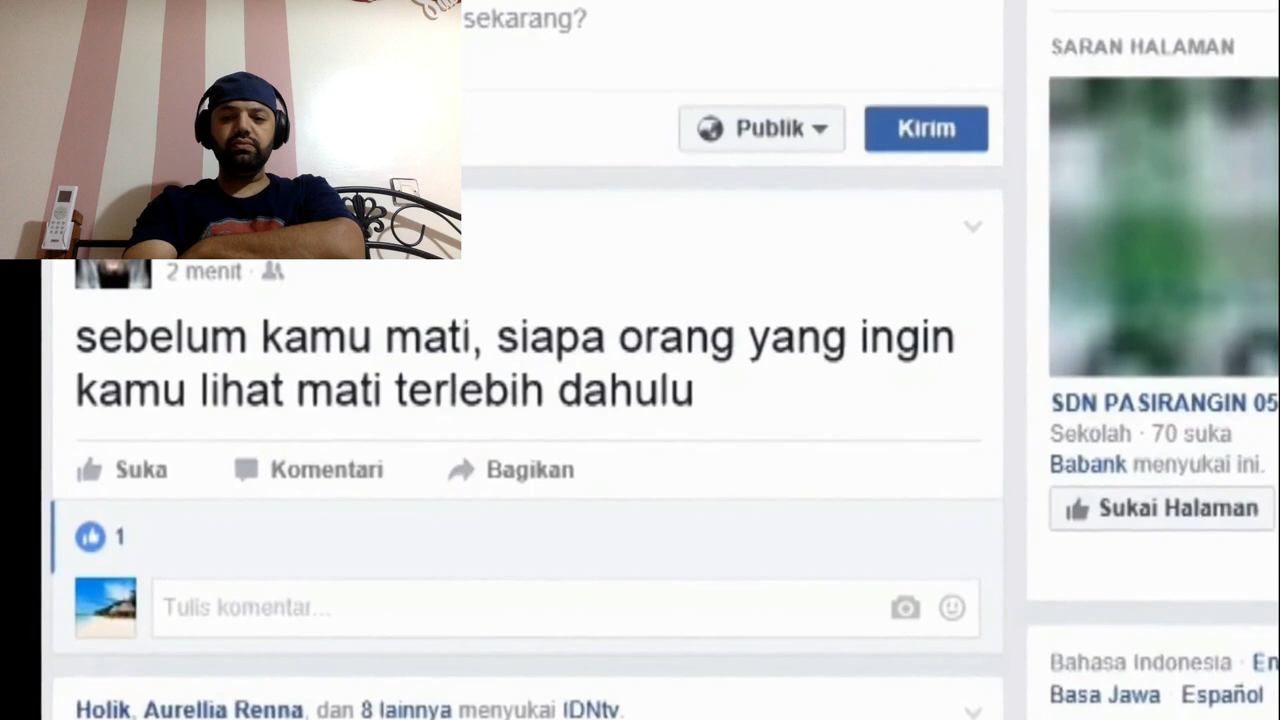 sekarang?
Publik
Kirim
2 menit
sebelum kamu mati, siapa orang yang ingin
kamu lihat mati terlebih dahulu
Suka
Komentari
Bagikan
1
Tulis komentar...
Holik, Aurellia Renna, dan 8 lainnya menyukai IDNtv.
SARAN HALAMAN
SDN PASIRANGIN 05
Sekolah · 70 suka
Babank menyukai ini.
Sukai Halaman
Bahasa Indonesia · En
Basa Jawa · Español